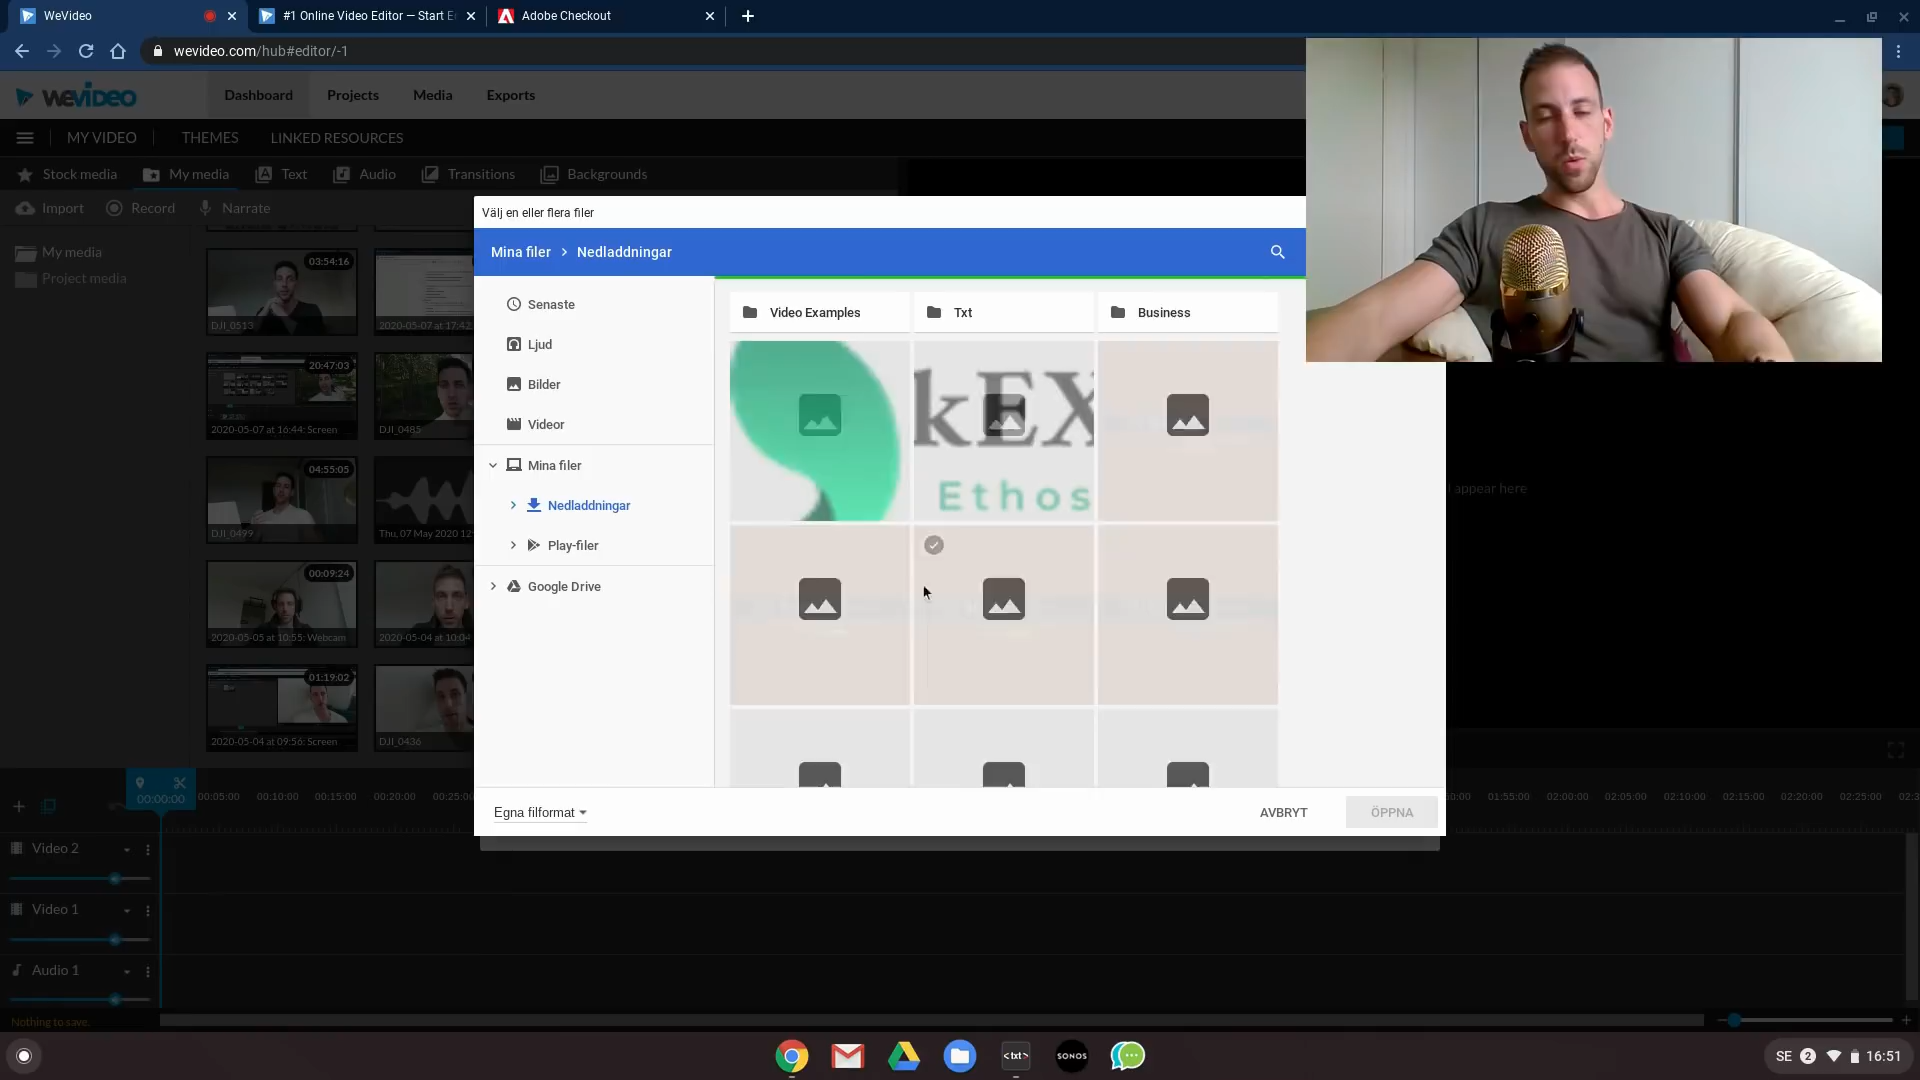 WeVideo
#1 Online Video Editor — Start E
Adobe Checkout
wevideo.com/hub#editor/-1
wevideo
Dashboard
Projects
Media
Exports
MY VIDEO
THEMES
LINKED RESOURCES
Stock media
My media
Text
Audio
Transitions
Backgrounds
Import
Record
Narrate
My media
Project media
03:54:16
DJI_0513
2020-05-07 at 17:42
20:47:03
2020-05-07 at 16:44: Screen
DJI_0485
04:55:05
DJI_0499
Thu, 07 May 2020 12:
00:09:24
2020-05-05 at 10:55: Webcam
2020-05-04 at 10:04
01:19:02
2020-05-04 at 09:56: Screen
DJI_0436
Välj en eller flera filer
Mina filer > Nedladdningar
Senaste
Ljud
Bilder
Videor
Mina filer
Nedladdningar
Play-filer
Google Drive
Video Examples
Txt
Business
kEX
Ethos
Egna filformat
AVBRYT
ÖPPNA
appear here
00:00:00
00:05:00
00:10:00
00:15:00
00:20:00
00:25:00
01:55:00
02:00:00
02:05:00
02:10:00
02:15:00
02:20:00
02:25:00
Video 2
Video 1
Audio 1
Nothing to save.
<txt>
SONOS
SE
2
16:51